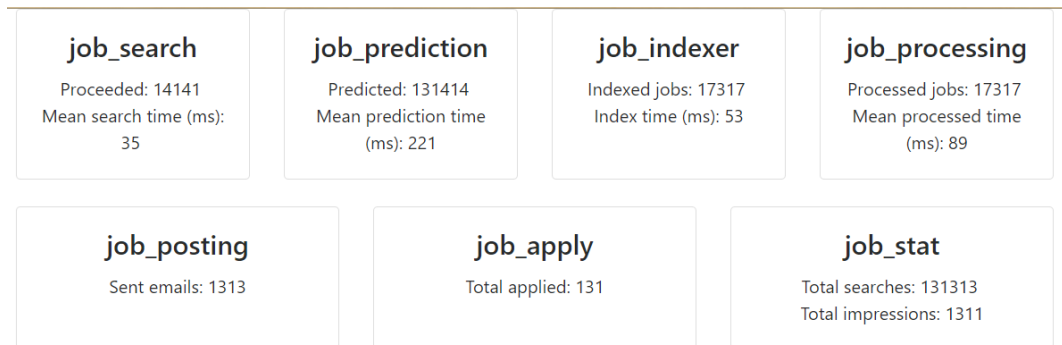 job_search
Proceeded: 14141
Mean search time (ms):
35
job_prediction
Predicted: 131414
Mean prediction time
(ms): 221
job_indexer
Indexed jobs: 17317
Index time (ms): 53
job_processing
Processed jobs: 17317
Mean processed time
(ms): 89
job_posting
Sent emails: 1313
job_apply
Total applied: 131
job_stat
Total searches: 131313
Total impressions: 1311